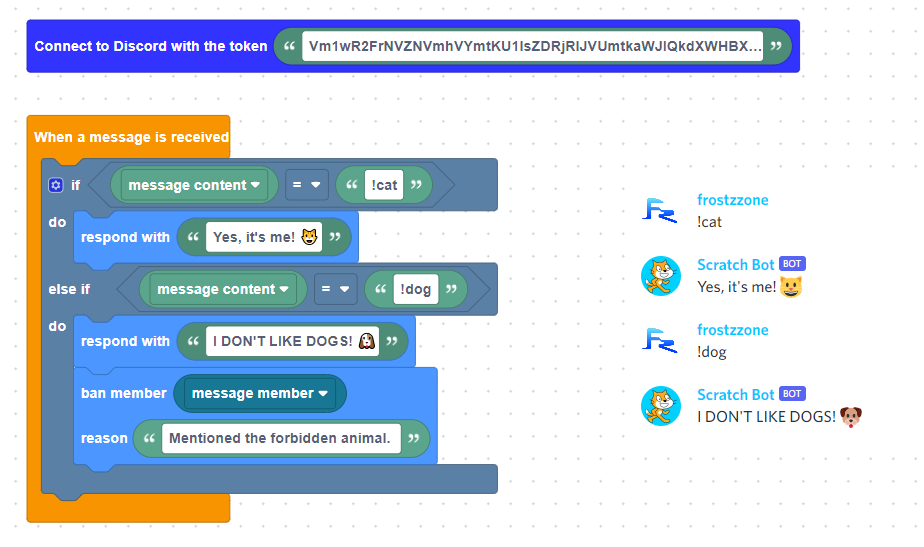 Connect to Discord with the token “ Vm1wR2FrNVZNVmhVYmtKU1lsZDRjRlJVUmtkaWJlQkdXWHBX... ”
When a message is received
if message content = “ !cat ”
do
respond with “ Yes, it's me! 😺 ”
else if message content = “ !dog ”
do
respond with “ I DON'T LIKE DOGS! 🐶 ”
ban member message member
reason “ Mentioned the forbidden animal. ”
frostzzone
!cat
Scratch Bot BOT
Yes, it's me! 😺
frostzzone
!dog
Scratch Bot BOT
I DON'T LIKE DOGS! 🐶